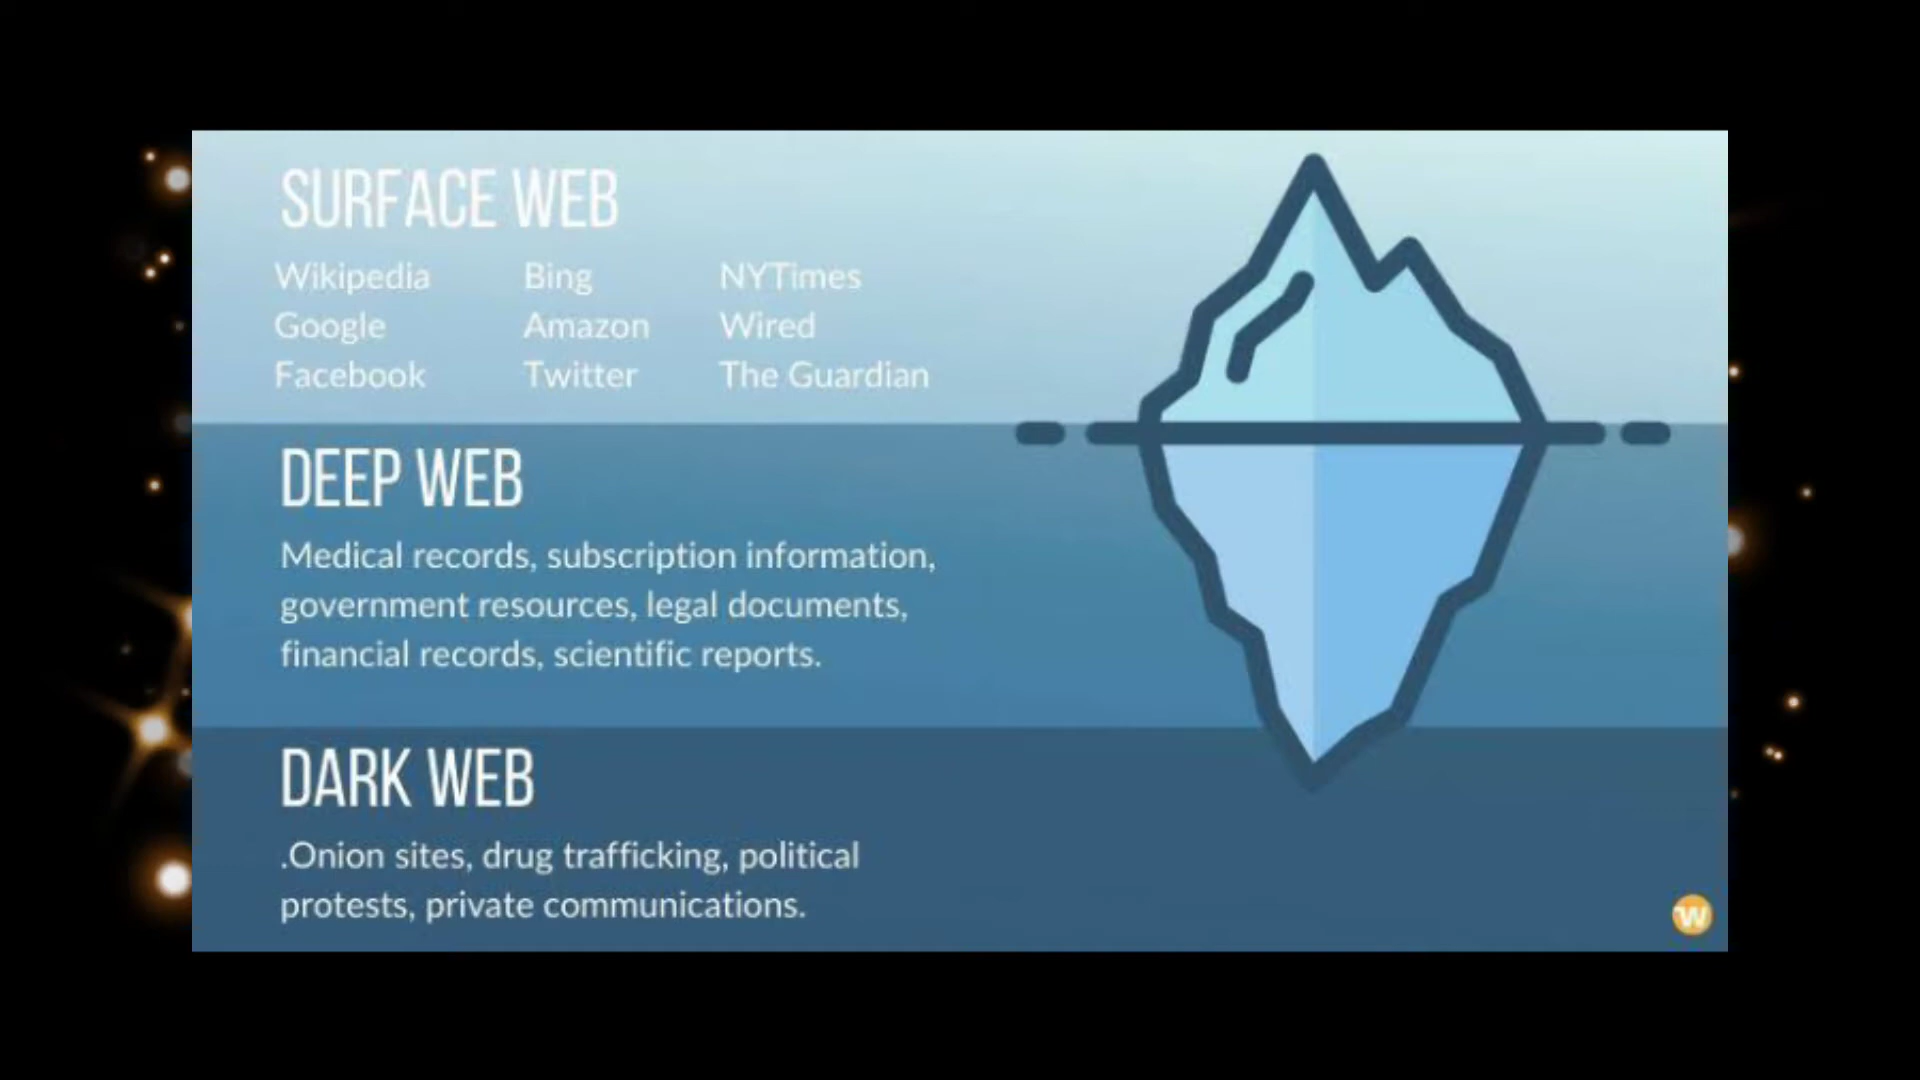 SURFACE WEB
Wikipedia Bing NYTimes
Google Amazon Wired
Facebook Twitter The Guardian
DEEP WEB
Medical records, subscription information,
government resources, legal documents,
financial records, scientific reports.
DARK WEB
.Onion sites, drug trafficking, political
protests, private communications.
W